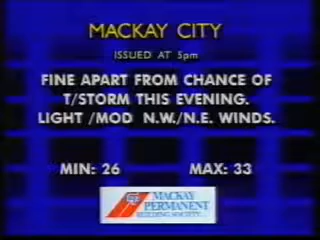 MACKAY CITY
ISSUED AT 5pm
FINE APART FROM CHANCE OF
T/STORM THIS EVENING.
LIGHT /MOD N.W./N.E. WINDS.
MIN: 26 MAX: 33
MACKAY
PERMANENT
BUILDING SOCIETY